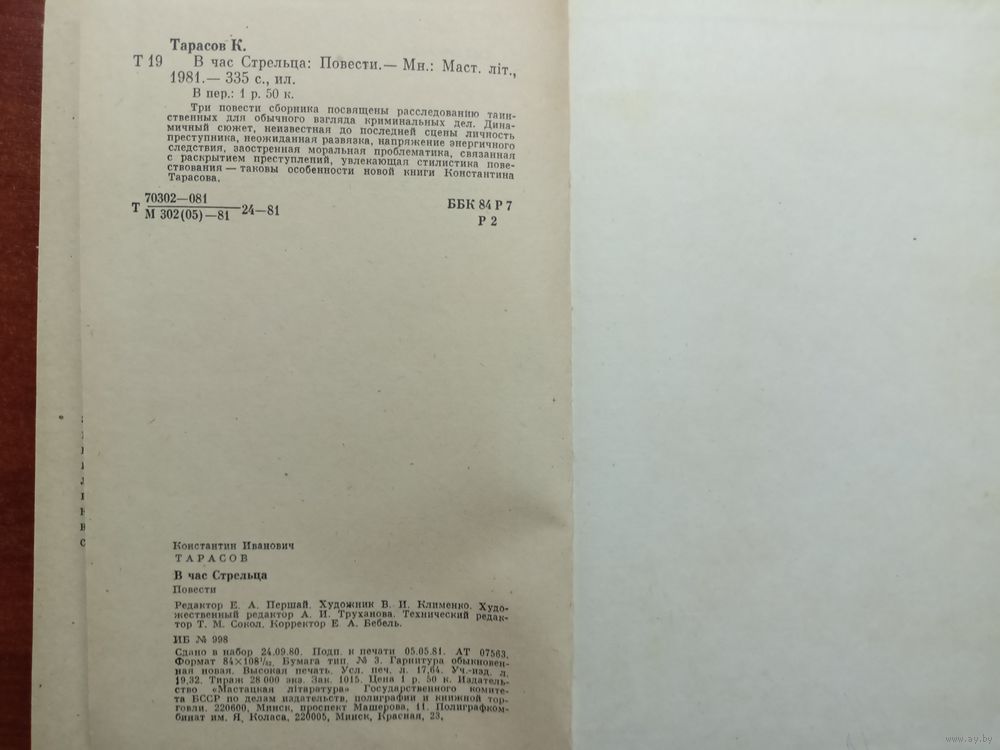 Тарасов К.
Т 19 В час Стрельца: Повести.— Мн.: Маст. літ.,
1981.— 335 с., ил.
В пер.: 1 р. 50 к.
Три повести сборника посвящены расследованию таин-
ственных для обычного взгляда криминальных дел. Дина-
мичный сюжет, неизвестная до последней сцены личность
преступника, неожиданная развязка, напряжение энергичного
следствия, заостренная моральная проблематика, связанная
с раскрытием преступлений, увлекающая стилистика пове-
ствования — таковы особенности новой книги Константина
Тарасова.
70302—081
Т М 302(05)—81 24—81
ББК 84 Р 7
Р 2
Константин Иванович
ТАРАСОВ
В час Стрельца
Повести
Редактор Е. А. Першай. Художник В. И. Клименко. Худо-
жественный редактор А. И. Труханова. Технический редак-
тор Т. М. Сокол. Корректор Е. А. Бебель.
ИБ № 998
Сдано в набор 24.09.80. Подп. к печати 05.05.81. АТ 07563.
Формат 84×108¹/₃₂. Бумага тип. № 3. Гарнитура обыкновен-
ная новая. Высокая печать. Усл. печ. л. 17,64. Уч.-изд. л.
19,32. Тираж 28 000 экз. Зак. 1015. Цена 1 р. 50 к. Издатель-
ство «Мастацкая літаратура» Государственного комите-
та БССР по делам издательств, полиграфии и книжной тор-
говли. 220600, Минск, проспект Машерова, 11. Полиграфком-
бинат им. Я. Коласа. 220005, Минск, Красная, 23.
www.ay.by